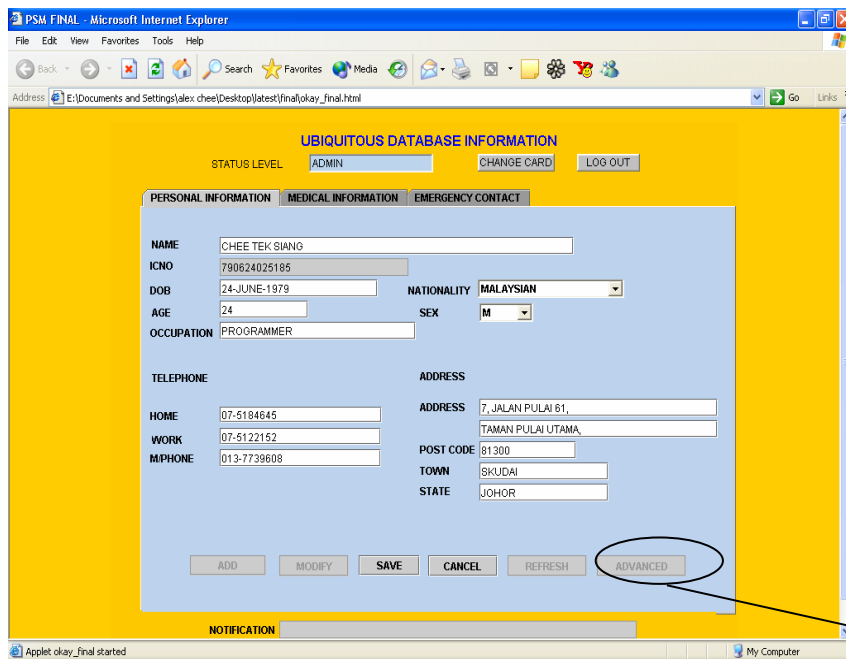 PSM FINAL - Microsoft Internet Explorer
File Edit View Favorites Tools Help
Back Search Favorites Media
Address E:\Documents and Settings\alex chee\Desktop\latest\final\okay_final.html Go Links
UBIQUITOUS DATABASE INFORMATION
STATUS LEVEL ADMIN CHANGE CARD LOG OUT
PERSONAL INFORMATION MEDICAL INFORMATION EMERGENCY CONTACT
NAME CHEE TEK SIANG
ICNO 790624025185
DOB 24-JUNE-1979 NATIONALITY MALAYSIAN
AGE 24 SEX M
OCCUPATION PROGRAMMER
TELEPHONE ADDRESS
HOME 07-5184645 ADDRESS 7, JALAN PULAI 61,
TAMAN PULAI UTAMA,
WORK 07-5122152
POST CODE 81300
M/PHONE 013-7739608
TOWN SKUDAI
STATE JOHOR
ADD MODIFY SAVE CANCEL REFRESH ADVANCED
NOTIFICATION
Applet okay_final started My Computer